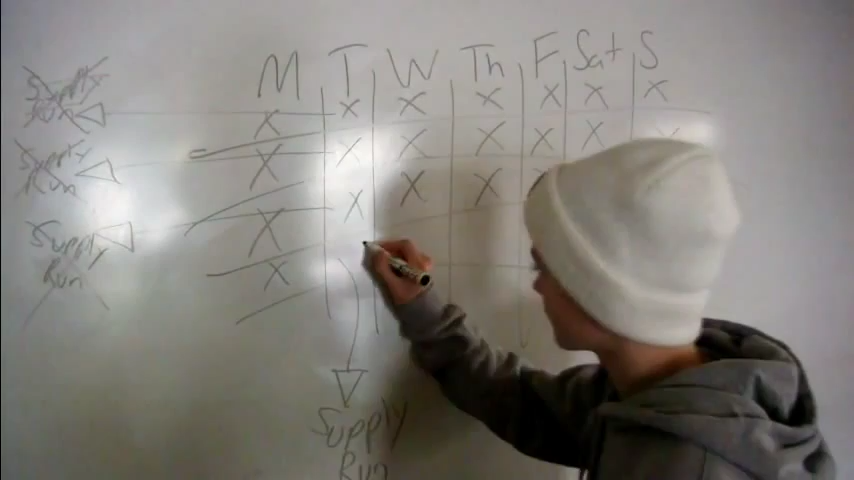 M T W Th F Sat S
Supply
Run
X X X X X X
X X X X X X X
Supply
Run
X X X X X
Supply
Run
X X
X
Supply
Run